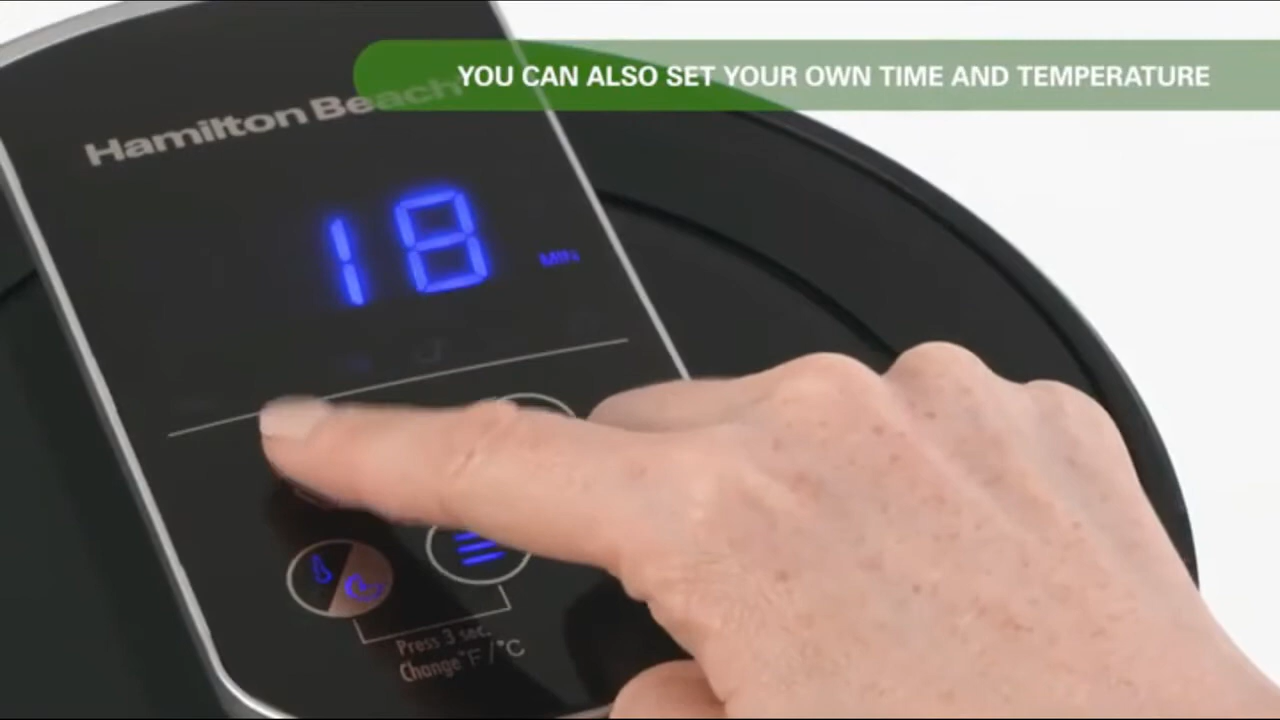 YOU CAN ALSO SET YOUR OWN TIME AND TEMPERATURE
Hamilton Beach
18 MIN
Press 3 sec.
Change °F/°C